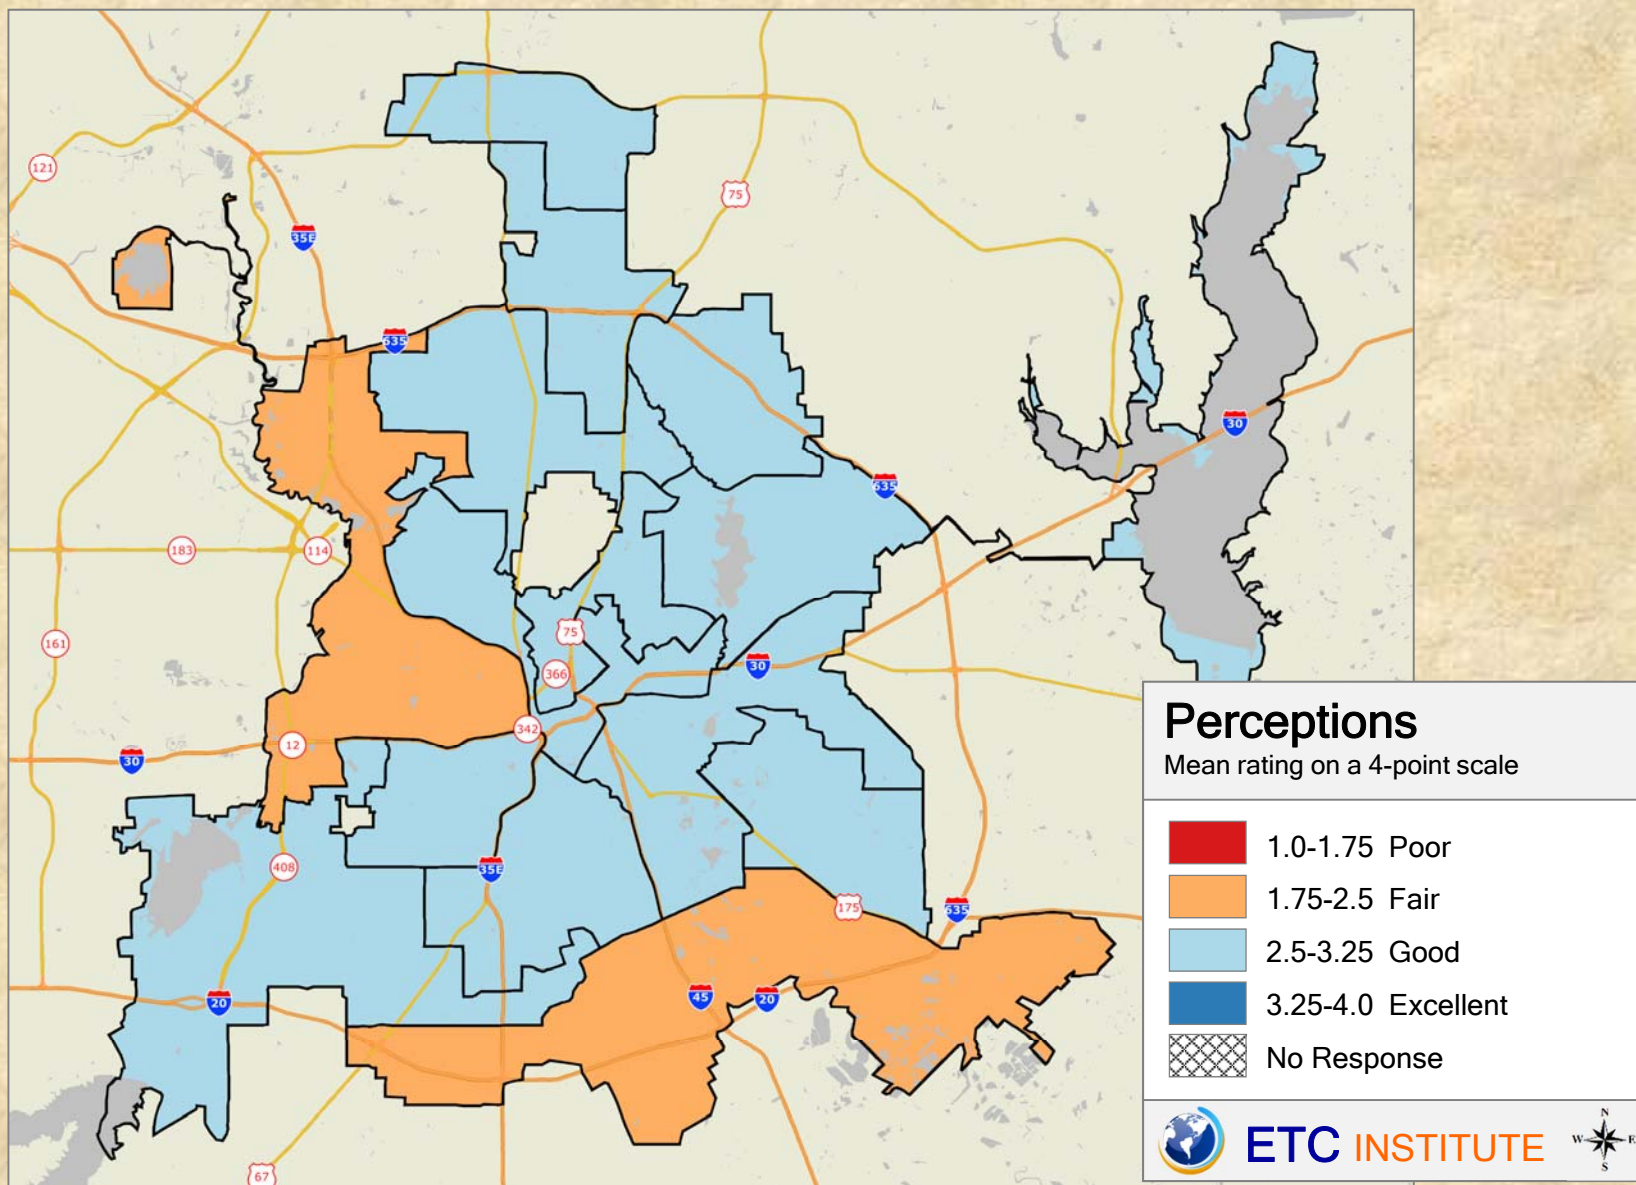 121
75
35E
635
30
635
183
114
161
75
366
30
342
12
30
408
35E
175
635
20
45
20
67
Perceptions
Mean rating on a 4-point scale
1.0-1.75 Poor
1.75-2.5 Fair
2.5-3.25 Good
3.25-4.0 Excellent
No Response
ETC INSTITUTE
N
W E
S